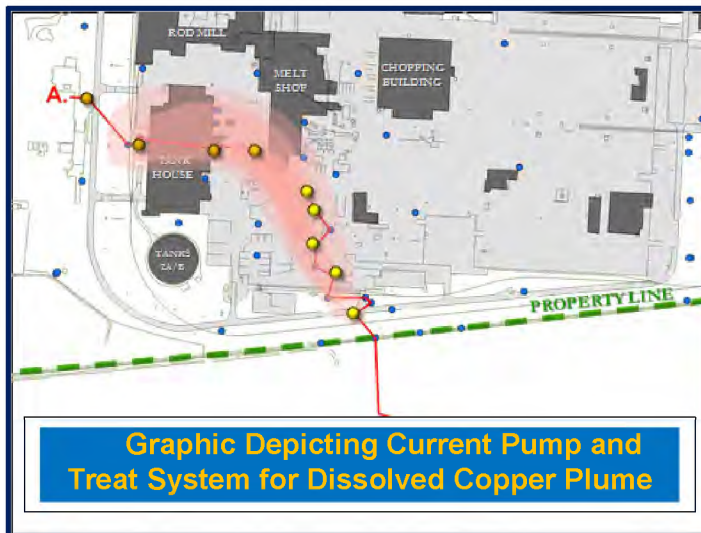 ROD MILL
MELT
SHOP
CHOPPING
BUILDING
A.
TANK
HOUSE
TANKS
PROPERTY LINE
Graphic Depicting Current Pump and
Treat System for Dissolved Copper Plume